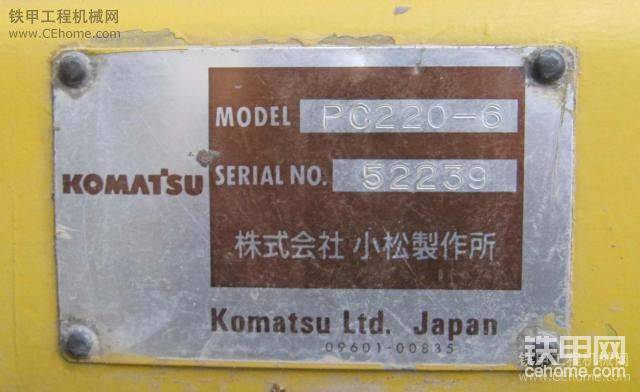 铁甲工程机械网
www.CEhome.com
MODEL PC220-6
KOMATSU
SERIAL NO. 52239
株式会社 小松製作所
Komatsu Ltd. Japan
09601-00835
铁甲网
cehome.com